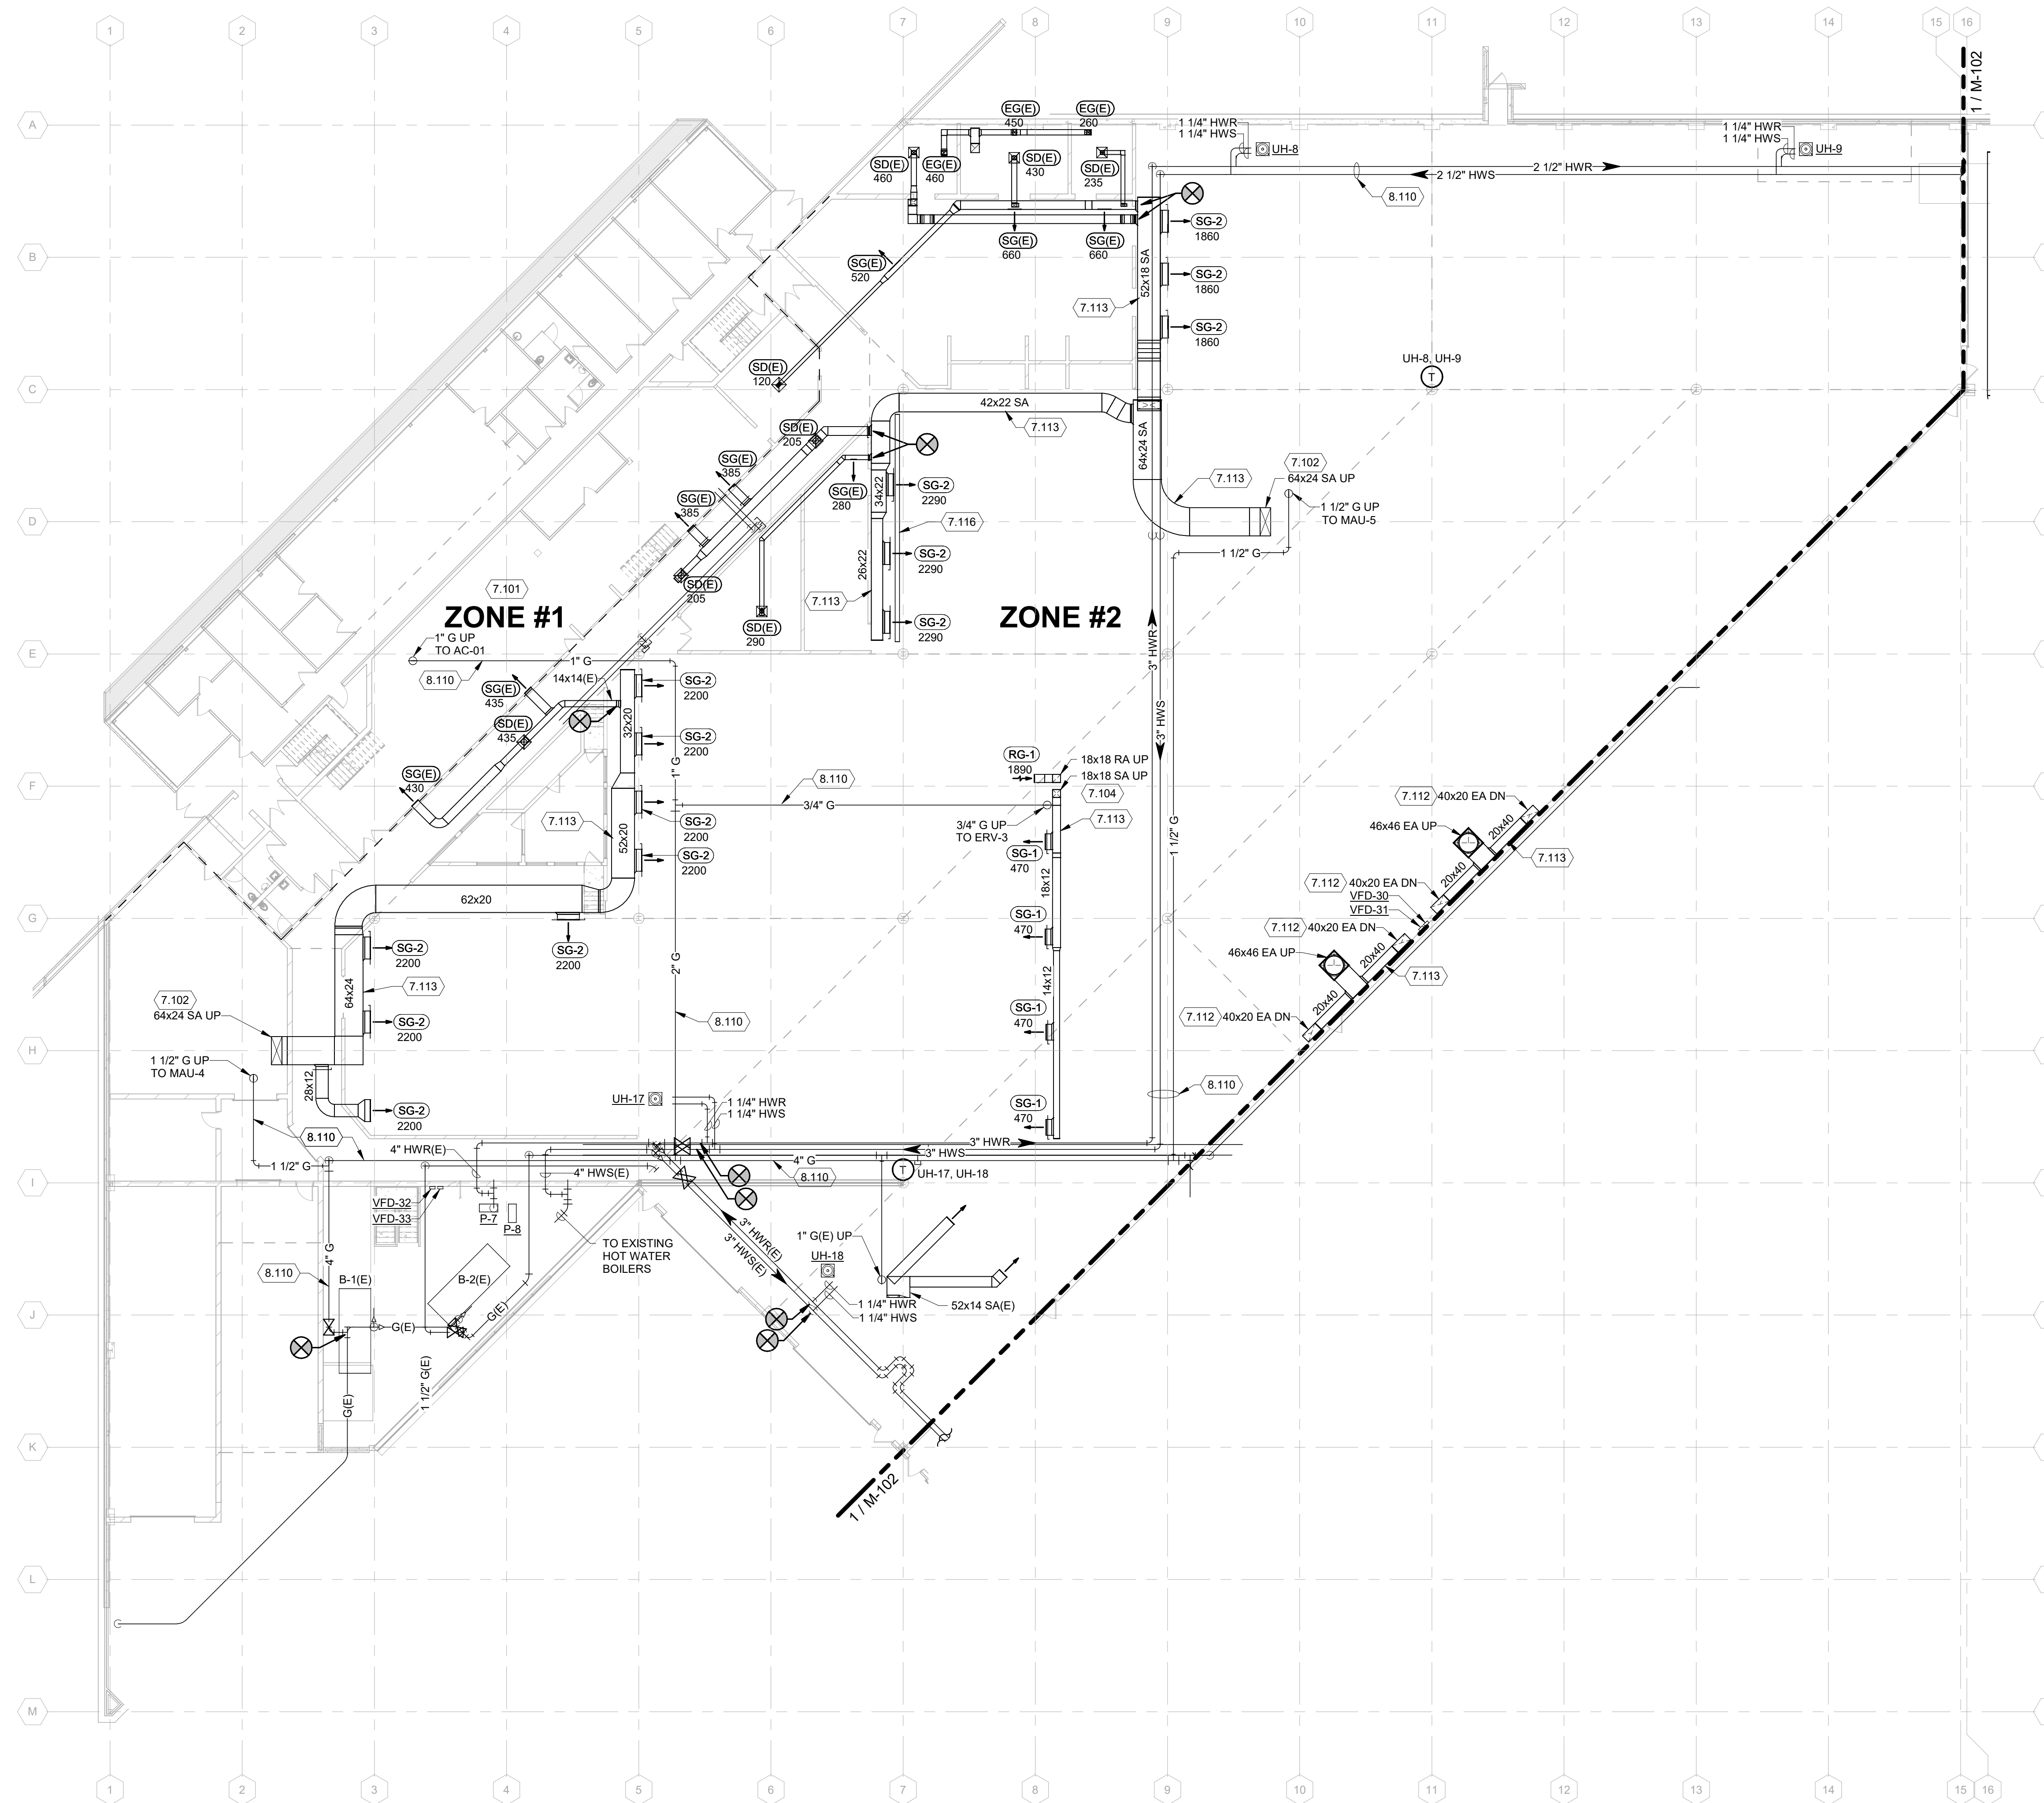 1
2
3
4
5
6
7
8
9
10
11
12
13
14
15
16
1 / M-102
A
EG(E)
450
EG(E)
260
1 1/4" HWR
1 1/4" HWS
UH-8
1 1/4" HWR
1 1/4" HWS
UH-9
SD(E)
460
EG(E)
460
SD(E)
430
SD(E)
235
2 1/2" HWR
2 1/2" HWS
8.110
SG-2
1860
SG(E)
660
SG(E)
660
B
SG(E)
520
52x18 SA
SG-2
1860
7.113
SG-2
1860
UH-8, UH-9
T
SD(E)
120
C
42x22 SA
7.113
64x24 SA
SD(E)
205
SG(E)
385
SG(E)
385
SG(E)
280
34x22
SG-2
2290
7.113
7.102
64x24 SA UP
1 1/2" G UP
TO MAU-5
D
7.116
1 1/2" G
SG-2
2290
26x22
7.101
SD(E)
205
7.113
ZONE #1
ZONE #2
SD(E)
290
SG-2
2290
1" G UP
TO AC-01
E
1" G
8.110
14x14(E)
SG(E)
435
SG-2
2200
3" HWR
SD(E)
435
32x20
SG-2
2200
3" HWS
RG-1
1890
18x18 RA UP
18x18 SA UP
7.104
SG(E)
430
1" G
8.110
F
3/4" G
3/4" G UP
TO ERV-3
7.113
7.113
52x20
SG-2
2200
SG-2
2200
1 1/2" G
7.112
40x20 EA DN
46x46 EA UP
20x40
7.113
SG-1
470
18x12
20x40
7.112
40x20 EA DN
VFD-30
VFD-31
62x20
G
SG-1
470
7.112
40x20 EA DN
46x46 EA UP
20x40
7.113
SG-2
2200
SG-2
2200
2" G
14x12
64x24
7.113
7.102
64x24 SA UP
SG-2
2200
8.110
SG-1
470
20x40
7.112
40x20 EA DN
H
1 1/2" G UP
TO MAU-4
28x12
SG-2
2200
UH-17
1 1/4" HWR
1 1/4" HWS
SG-1
470
8.110
8.110
4" HWR(E)
3" HWR
3" HWS
1 1/2" G
4" HWS(E)
4" G
8.110
T
UH-17, UH-18
I
VFD-32
VFD-33
P-7
P-8
TO EXISTING
HOT WATER
BOILERS
3" HWR(E)
3" HWS(E)
1" G(E) UP
UH-18
4" G
8.110
B-1(E)
B-2(E)
G(E)
G(E)
1 1/4" HWR
1 1/4" HWS
52x14 SA(E)
J
G(E)
1 1/2" G(E)
K
1 / M-102
L
M
1
2
3
4
5
6
7
8
9
10
11
12
13
14
15
16